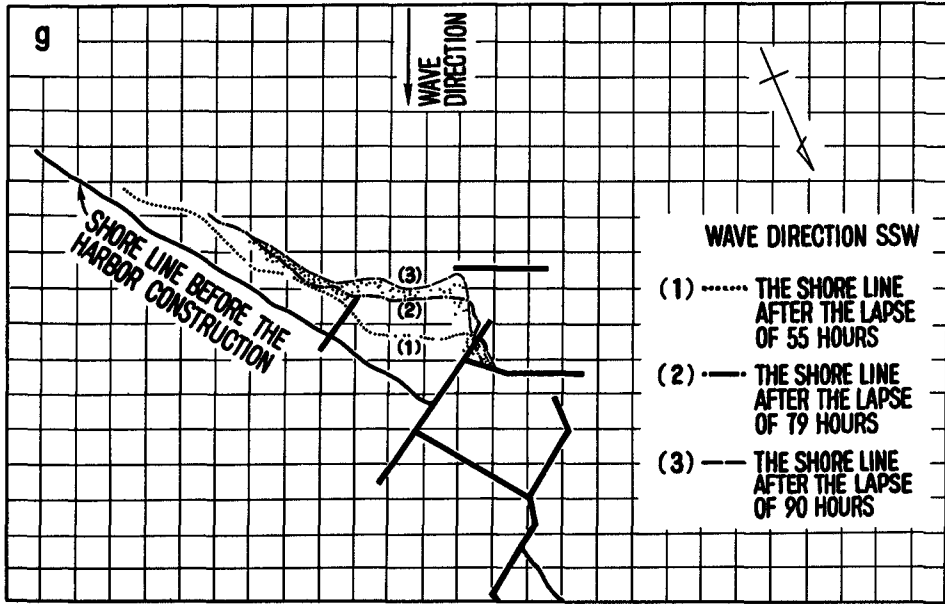 g
WAVE
DIRECTION
SHORE LINE BEFORE THE
HARBOR CONSTRUCTION
(3)
(2)
(1)
WAVE DIRECTION SSW
(1) ······· THE SHORE LINE
AFTER THE LAPSE
OF 55 HOURS
(2) ·—— THE SHORE LINE
AFTER THE LAPSE
OF 79 HOURS
(3) —— THE SHORE LINE
AFTER THE LAPSE
OF 90 HOURS